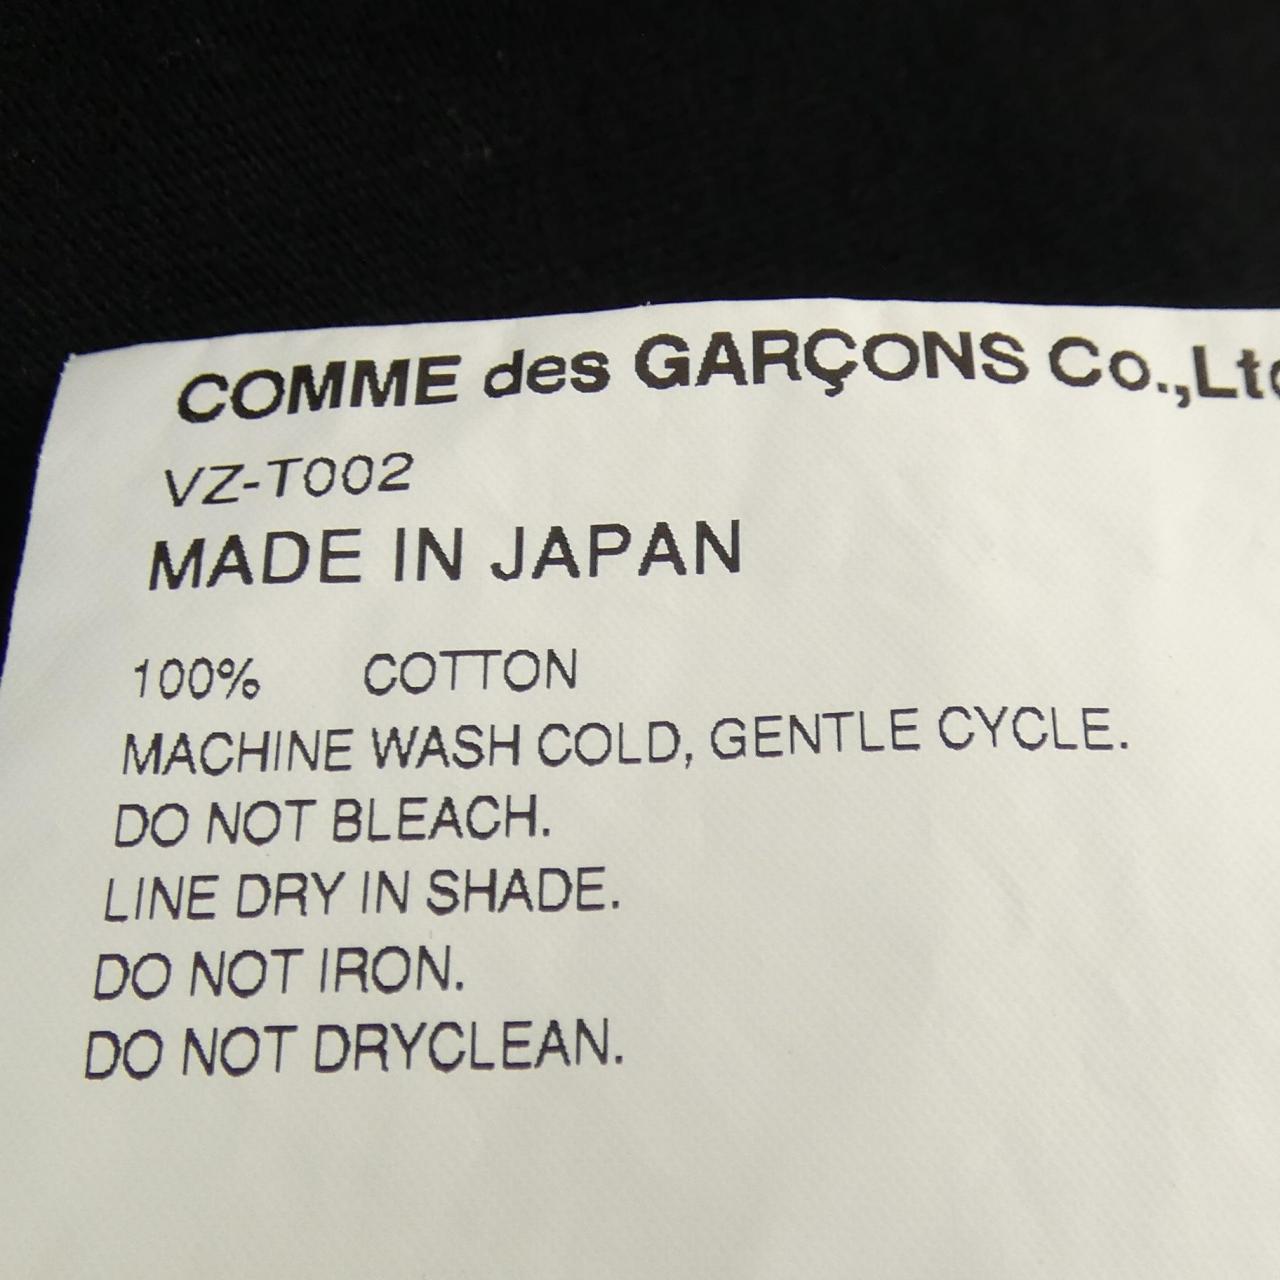 COMME des GARÇONS Co.,Ltd
VZ-T002
MADE IN JAPAN
100% COTTON
MACHINE WASH COLD, GENTLE CYCLE.
DO NOT BLEACH.
LINE DRY IN SHADE.
DO NOT IRON.
DO NOT DRYCLEAN.